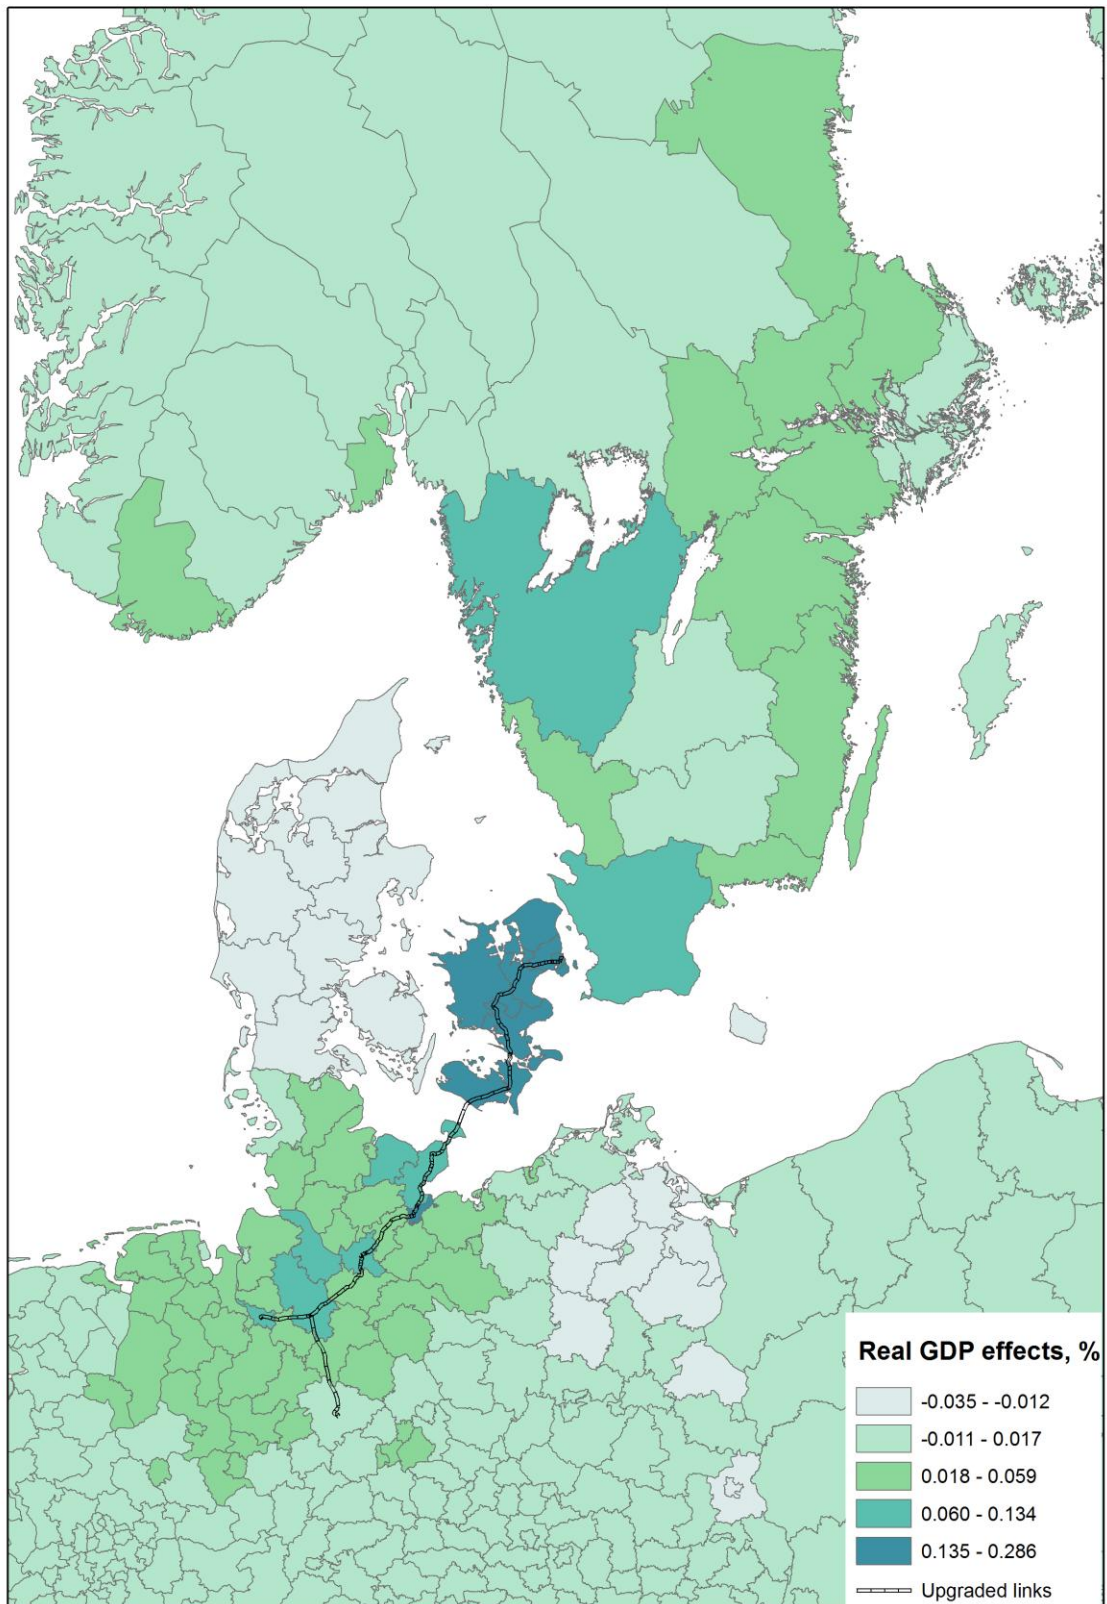 Real GDP effects, %
-0.035 - -0.012
-0.011 - 0.017
0.018 - 0.059
0.060 - 0.134
0.135 - 0.286
Upgraded links